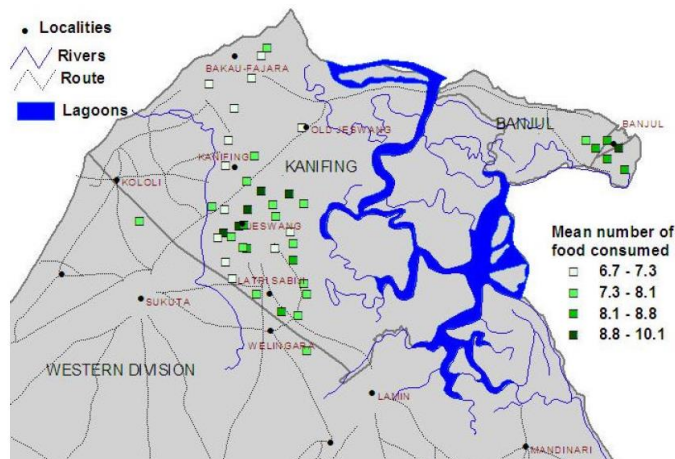 Localities
Rivers
Route
Lagoons
BAKAU-FAJARA
OLD JESWANG
BANJUL
BANJUL
KANIFING
KANIFING
KOLOLI
JESWANG
Mean number of
food consumed
6.7 - 7.3
7.3 - 8.1
8.1 - 8.8
8.8 - 10.1
LATRI SABIJI
SUKUTA
WELINGARA
WESTERN DIVISION
LAMIN
MANDINARI